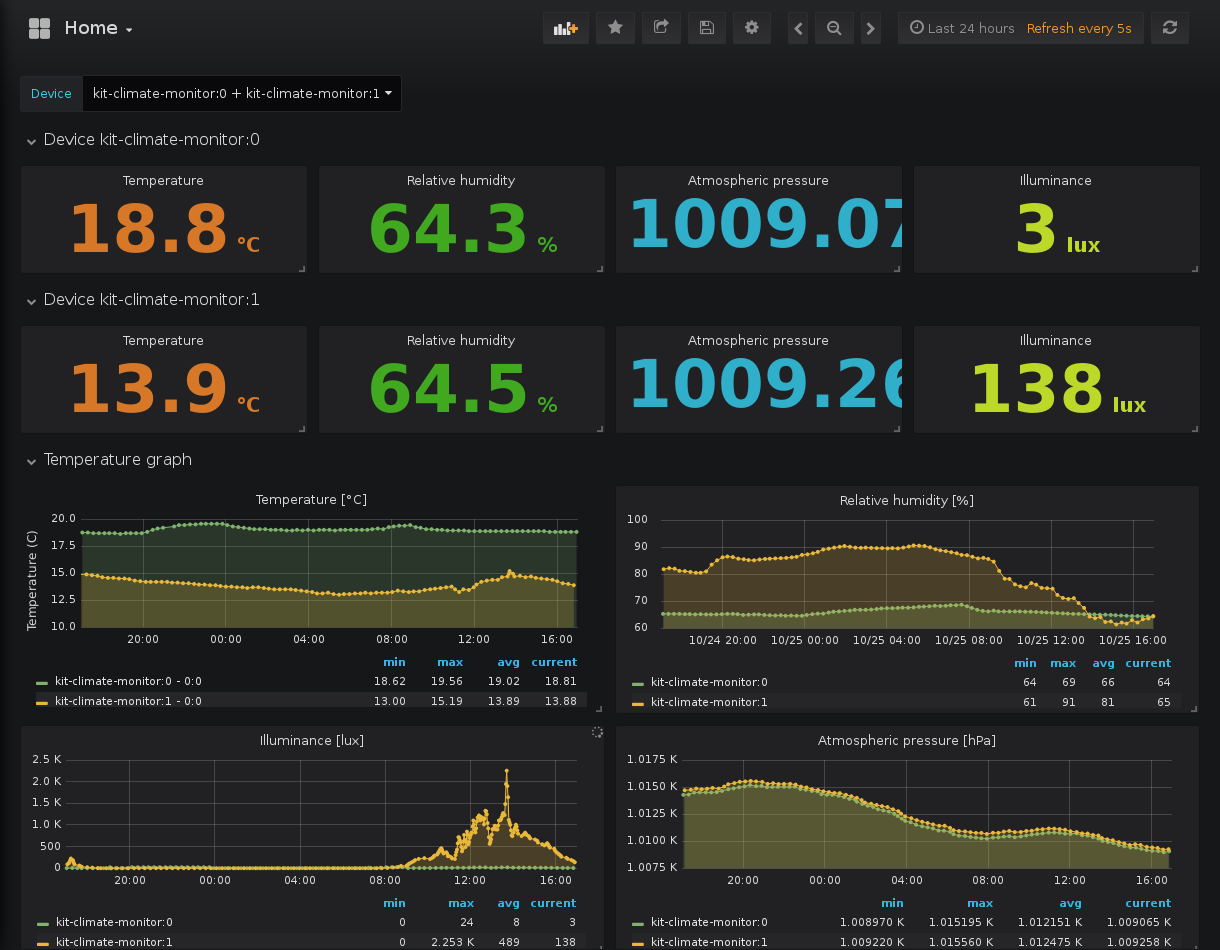 Home
Last 24 hours Refresh every 5s
Device kit-climate-monitor:0 + kit-climate-monitor:1
Device kit-climate-monitor:0
Temperature Relative humidity Atmospheric pressure Illuminance
18.8 °C 64.3 % 1009.07 3 lux
Device kit-climate-monitor:1
Temperature Relative humidity Atmospheric pressure Illuminance
13.9 °C 64.5 % 1009.26 138 lux
Temperature graph
Temperature [°C]
Temperature (C)
20.0
17.5
15.0
12.5
10.0
20:00 00:00 04:00 08:00 12:00 16:00
min max avg current
kit-climate-monitor:0 - 0:0 18.62 19.56 19.02 18.81
kit-climate-monitor:1 - 0:0 13.00 15.19 13.89 13.88
Relative humidity [%]
100
90
80
70
60
10/24 20:00 10/25 00:00 10/25 04:00 10/25 08:00 10/25 12:00 10/25 16:00
min max avg current
kit-climate-monitor:0 64 69 66 64
kit-climate-monitor:1 61 91 81 65
Illuminance [lux]
2.5 K
2.0 K
1.5 K
1.0 K
500
0
20:00 00:00 04:00 08:00 12:00 16:00
min max avg current
kit-climate-monitor:0 0 24 8 3
kit-climate-monitor:1 0 2.253 K 489 138
Atmospheric pressure [hPa]
1.0175 K
1.0150 K
1.0125 K
1.0100 K
1.0075 K
20:00 00:00 04:00 08:00 12:00 16:00
min max avg current
kit-climate-monitor:0 1.008970 K 1.015195 K 1.012151 K 1.009065 K
kit-climate-monitor:1 1.009220 K 1.015560 K 1.012475 K 1.009258 K